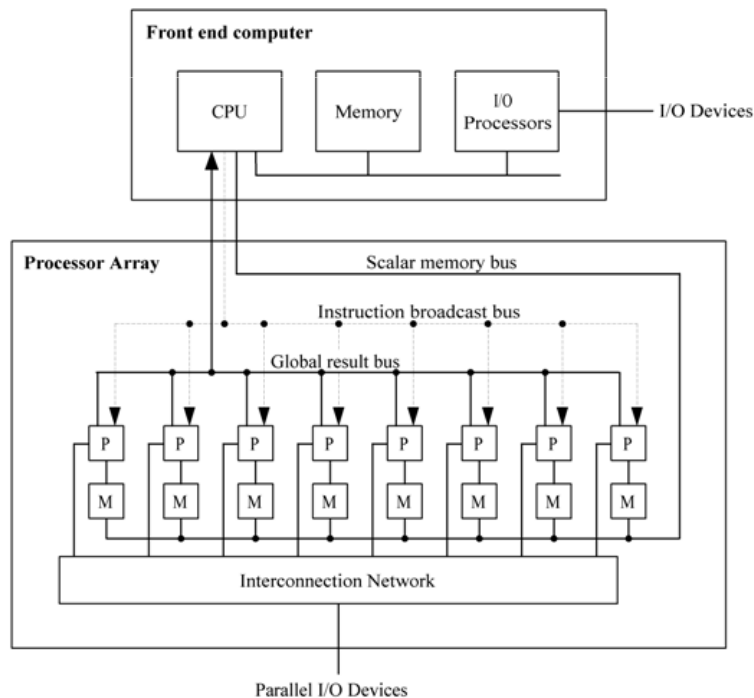 Front end computer
CPU
Memory
I/0
Processors
I/O Devices
Processor Array
Scalar memory bus
Instruction broadcast bus
Global result bus
P P P P P P P P
M M M M M M M M
Interconnection Network
Parallel I/O Devices